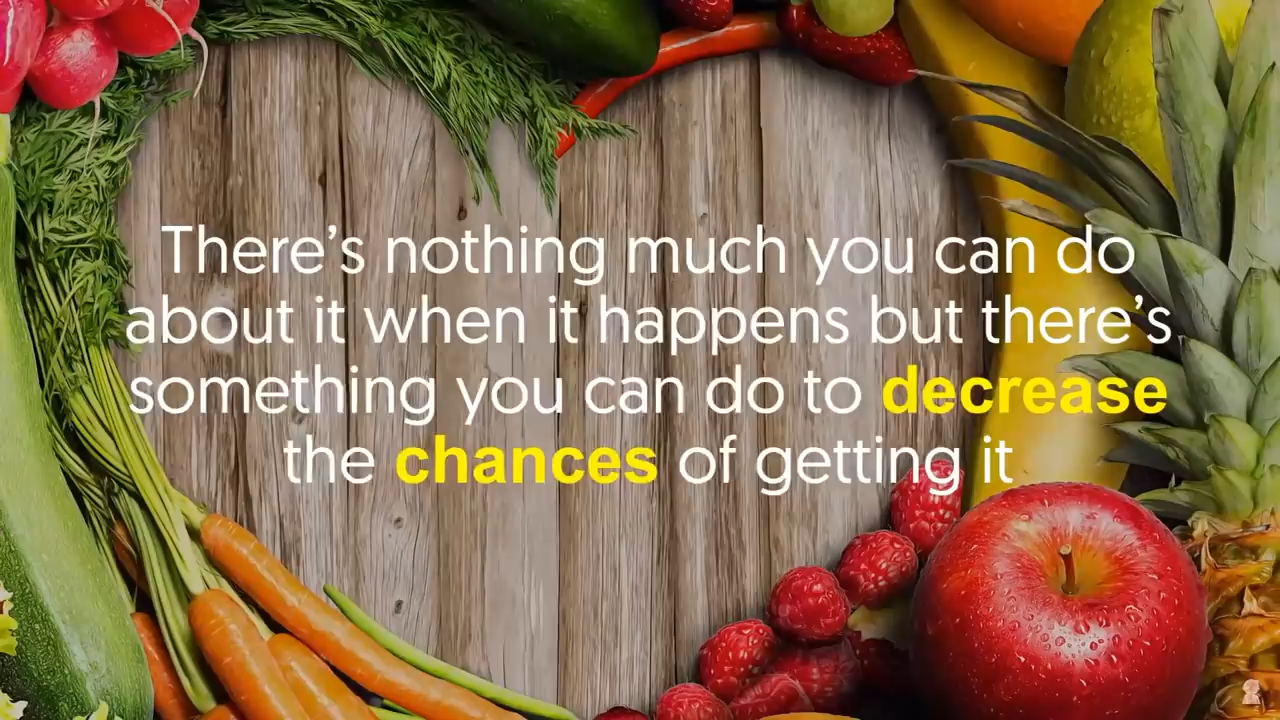 There’s nothing much you can do
about it when it happens but there’s
something you can do to decrease
the chances of getting it